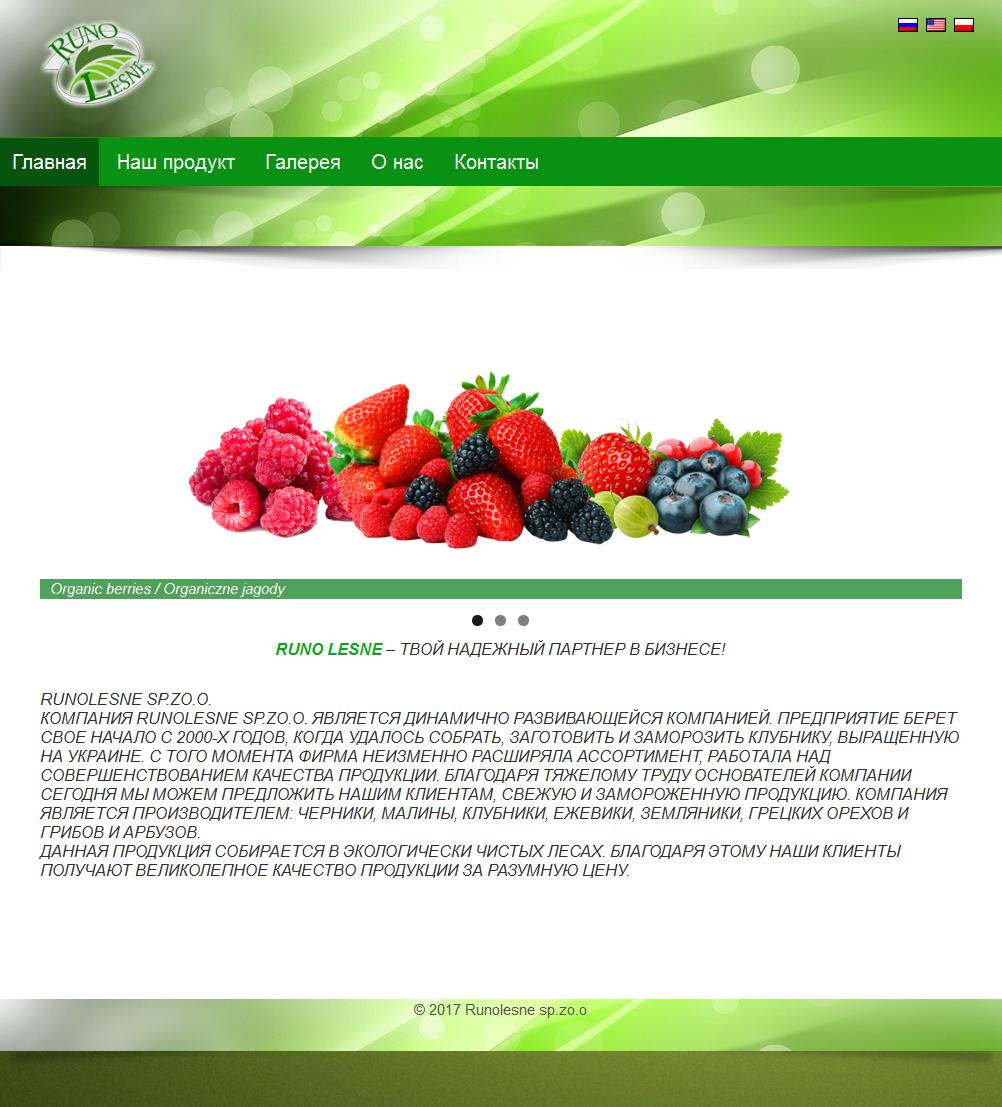 RUNO
LESNE
Главная Наш продукт Галерея О нас Контакты
Organic berries / Organiczne jagody
RUNO LESNE – ТВОЙ НАДЕЖНЫЙ ПАРТНЕР В БИЗНЕСЕ!
RUNOLESNE SP.ZO.O.
КОМПАНИЯ RUNOLESNE SP.ZO.O. ЯВЛЯЕТСЯ ДИНАМИЧНО РАЗВИВАЮЩЕЙСЯ КОМПАНИЕЙ. ПРЕДПРИЯТИЕ БЕРЕТ
СВОЕ НАЧАЛО С 2000-Х ГОДОВ, КОГДА УДАЛОСЬ СОБРАТЬ, ЗАГОТОВИТЬ И ЗАМОРОЗИТЬ КЛУБНИКУ, ВЫРАЩЕННУЮ
НА УКРАИНЕ. С ТОГО МОМЕНТА ФИРМА НЕИЗМЕННО РАСШИРЯЛА АССОРТИМЕНТ, РАБОТАЛА НАД
СОВЕРШЕНСТВОВАНИЕМ КАЧЕСТВА ПРОДУКЦИИ. БЛАГОДАРЯ ТЯЖЕЛОМУ ТРУДУ ОСНОВАТЕЛЕЙ КОМПАНИИ
СЕГОДНЯ МЫ МОЖЕМ ПРЕДЛОЖИТЬ НАШИМ КЛИЕНТАМ, СВЕЖУЮ И ЗАМОРОЖЕННУЮ ПРОДУКЦИЮ. КОМПАНИЯ
ЯВЛЯЕТСЯ ПРОИЗВОДИТЕЛЕМ: ЧЕРНИКИ, МАЛИНЫ, КЛУБНИКИ, ЕЖЕВИКИ, ЗЕМЛЯНИКИ, ГРЕЦКИХ ОРЕХОВ И
ГРИБОВ И АРБУЗОВ.
ДАННАЯ ПРОДУКЦИЯ СОБИРАЕТСЯ В ЭКОЛОГИЧЕСКИ ЧИСТЫХ ЛЕСАХ. БЛАГОДАРЯ ЭТОМУ НАШИ КЛИЕНТЫ
ПОЛУЧАЮТ ВЕЛИКОЛЕПНОЕ КАЧЕСТВО ПРОДУКЦИИ ЗА РАЗУМНУЮ ЦЕНУ.
© 2017 Runolesne sp.zo.o